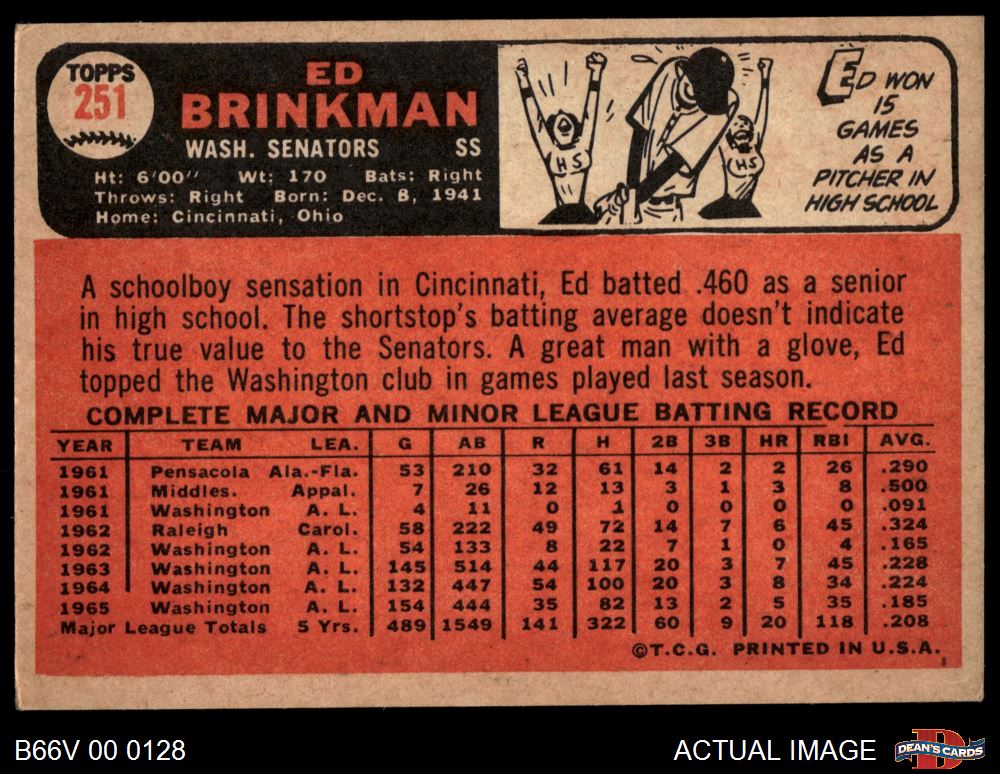 TOPPS
251
ED
BRINKMAN
WASH. SENATORS SS
Ht: 6'00" Wt: 170 Bats: Right
Throws: Right Born: Dec. 8, 1941
Home: Cincinnati, Ohio
HS
HS
ED WON
15
GAMES
AS A
PITCHER IN
HIGH SCHOOL
A schoolboy sensation in Cincinnati, Ed batted .460 as a senior
in high school. The shortstop's batting average doesn't indicate
his true value to the Senators. A great man with a glove, Ed
topped the Washington club in games played last season.
COMPLETE MAJOR AND MINOR LEAGUE BATTING RECORD
YEAR TEAM LEA. G AB R H 2B 3B HR RBI AVG.
1961 Pensacola Ala.-Fla. 53 210 32 61 14 2 2 26 .290
1961 Middles. Appal. 7 26 12 13 3 1 3 8 .500
1961 Washington A. L. 4 11 0 1 0 0 0 0 .091
1962 Raleigh Carol. 58 222 49 72 14 7 6 45 .324
1962 Washington A. L. 54 133 8 22 7 1 0 4 .165
1963 Washington A. L. 145 514 44 117 20 3 7 45 .228
1964 Washington A. L. 132 447 54 100 20 3 8 34 .224
1965 Washington A. L. 154 444 35 82 13 2 5 35 .185
Major League Totals 5 Yrs. 489 1549 141 322 60 9 20 118 .208
©T.C.G. PRINTED IN U.S.A.
B66V 00 0128
ACTUAL IMAGE
DEAN'S CARDS